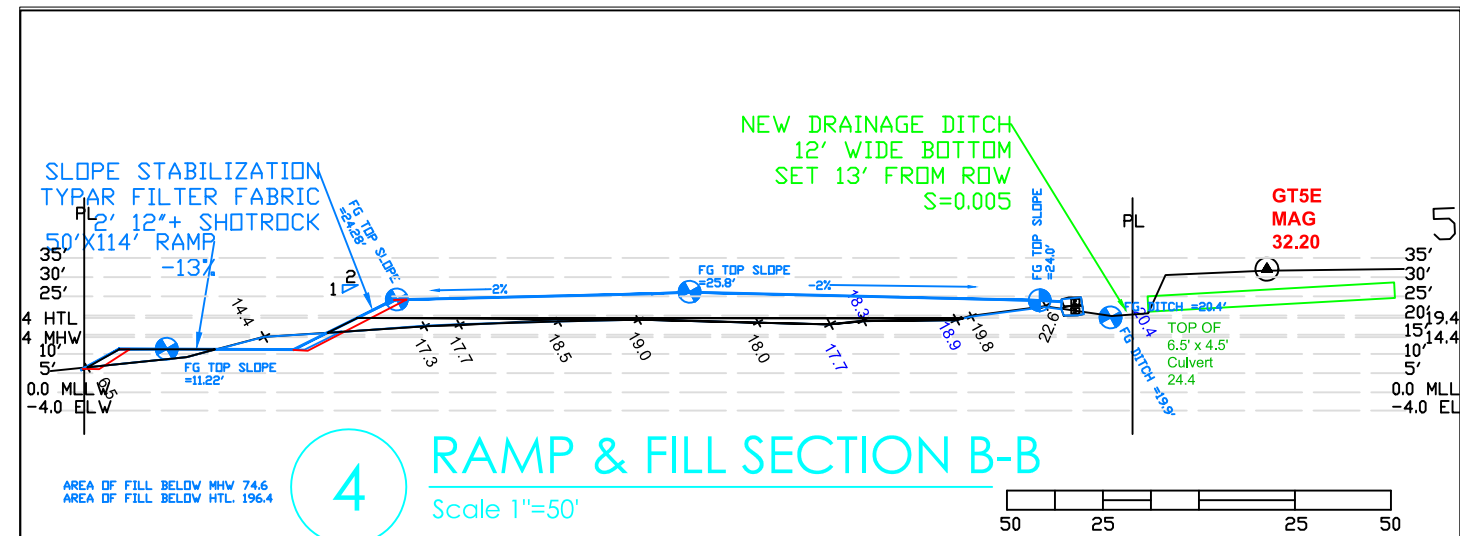 NEW DRAINAGE DITCH
12' WIDE BOTTOM
SET 13' FROM ROW
S=0.005
SLOPE STABILIZATION
TYPAR FILTER FABRIC
2' 12"+ SHOTROCK
50'X114' RAMP
-13%
PL
FG TOP SLOPE
=24.28'
2
1
2%
FG TOP SLOPE
=25.8'
-2%
FG TOP SLOPE
=24.0'
PL
GT5E
MAG
32.20
5
35'
30'
25'
4 HTL
4 MHW
10'
5'
0.0 MLLW
-4.0 ELW
14.4
FG TOP SLOPE
=11.22'
17.3
17.7
18.5
19.0
18.0
17.7
18.3
18.9
19.8
22.6
FG DITCH =20.4'
20.4
FG DITCH =19.9'
TOP OF
6.5' x 4.5'
Culvert
24.4
35'
30'
25'
20'
19.4
15'
14.4
10'
5'
0.0 MLL
-4.0 EL
4
RAMP & FILL SECTION B-B
Scale 1"=50'
AREA OF FILL BELOW MHW 74.6
AREA OF FILL BELOW HTL. 196.4
50 25 25 50